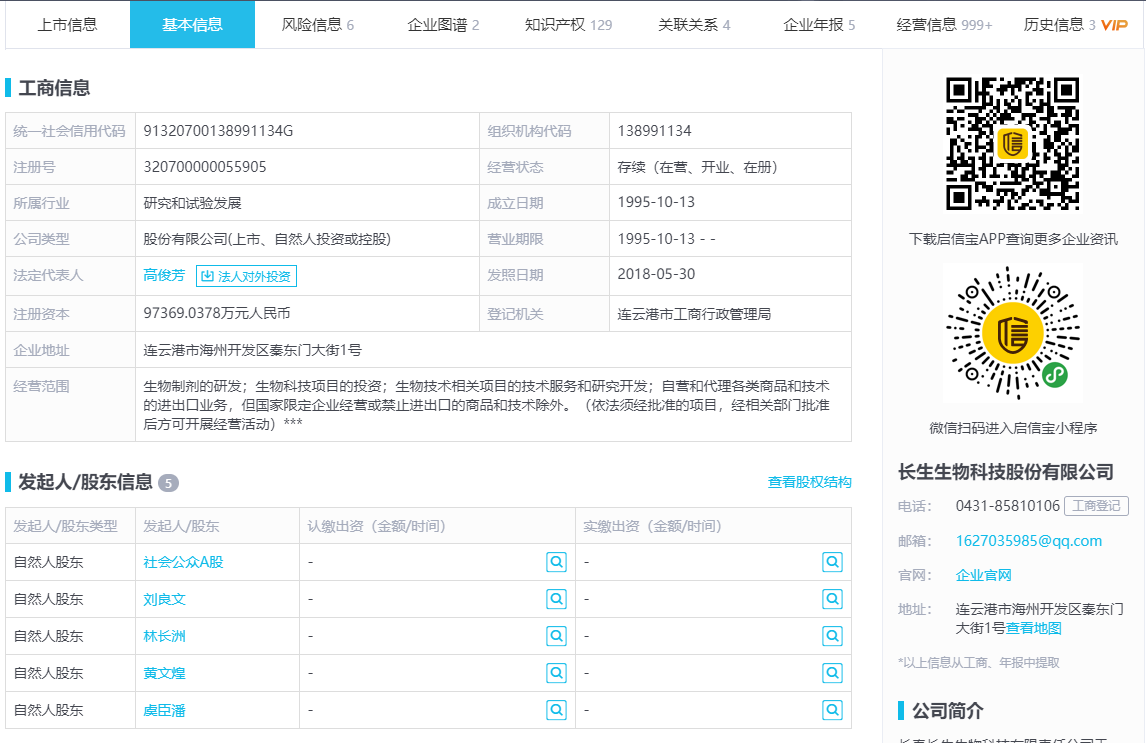 上市信息 基本信息 风险信息 6 企业图谱 2 知识产权 129 关联关系 4 企业年报 5 经营信息 999+ 历史信息 3 VIP
工商信息
统一社会信用代码 91320700138991134G 组织机构代码 138991134
注册号 320700000055905 经营状态 存续（在营、开业、在册）
所属行业 研究和试验发展 成立日期 1995-10-13
公司类型 股份有限公司(上市、自然人投资或控股) 营业期限 1995-10-13 - -
法定代表人 高俊芳 法人对外投资 发照日期 2018-05-30
注册资本 97369.0378万元人民币 登记机关 连云港市工商行政管理局
企业地址 连云港市海州开发区秦东门大街1号
经营范围 生物制剂的研发；生物科技项目的投资；生物技术相关项目的技术服务和研究开发；自营和代理各类商品和技术
的进出口业务，但国家限定企业经营或禁止进出口的商品和技术除外。（依法须经批准的项目，经相关部门批准
后方可开展经营活动）***
发起人/股东信息 5 查看股权结构
发起人/股东类型 发起人/股东 认缴出资（金额/时间） 实缴出资（金额/时间）
自然人股东 社会公众A股 - -
自然人股东 刘良文 - -
自然人股东 林长洲 - -
自然人股东 黄文煌 - -
自然人股东 虞臣潘 - -
信
下载启信宝APP查询更多企业资讯
信
微信扫码进入启信宝小程序
长生生物科技股份有限公司
电话： 0431-85810106 工商登记
邮箱： 1627035985@qq.com
官网： 企业官网
地址： 连云港市海州开发区秦东门
大街1号查看地图
*以上信息从工商、年报中提取
公司简介